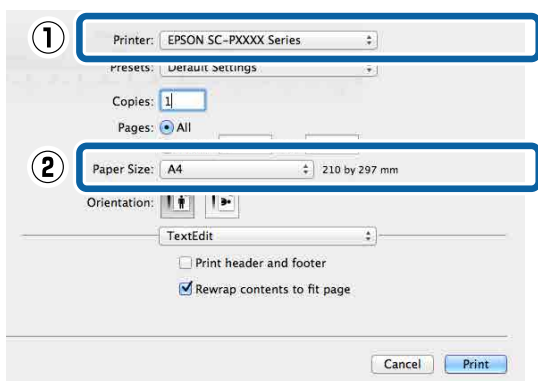 ① Printer: EPSON SC-PXXXX Series
Presets: Default Settings
Copies: 1
Pages: All
② Paper Size: A4 210 by 297 mm
Orientation:
TextEdit
Print header and footer
Rewrap contents to fit page
Cancel Print